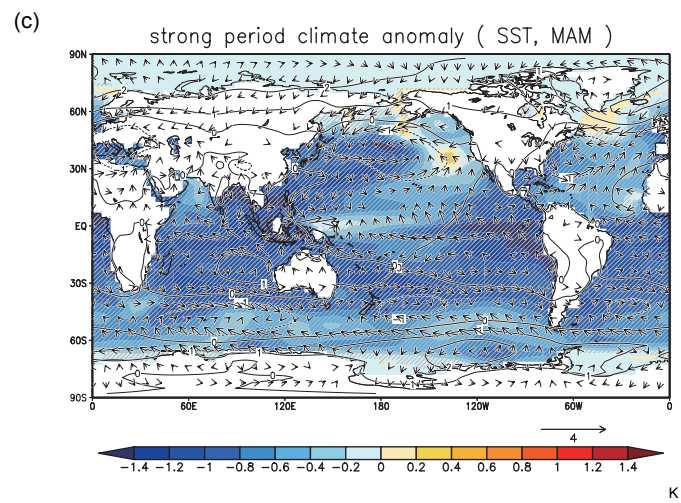 (c)
strong period climate anomaly ( SST, MAM )
90N
60N
30N
EQ
30S
60S
90S
0 60E 120E 180 120W 60W 0
4
−1.4 −1.2 −1 −0.8 −0.6 −0.4 −0.2 0 0.2 0.4 0.6 0.8 1 1.2 1.4
K